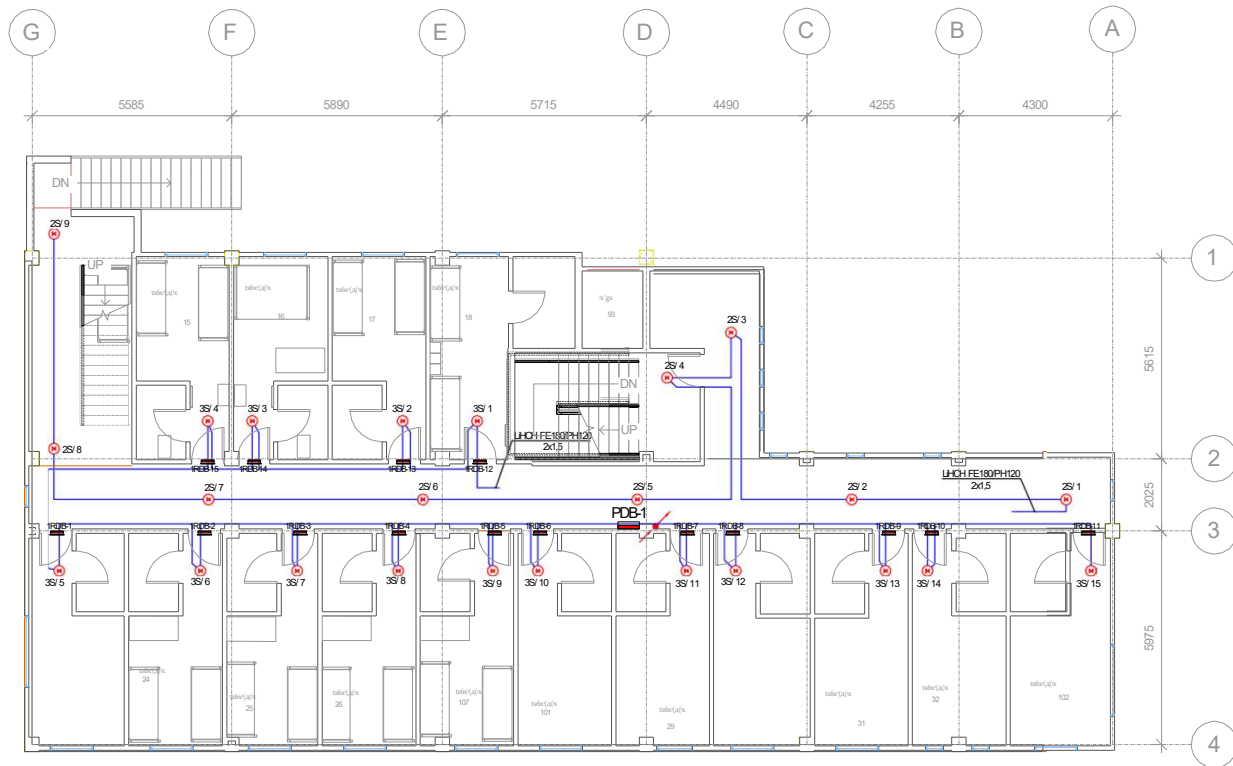 G F E D C B A
5585 5890 5715 4490 4255 4300
DN
2S/ 9
1
UP
15
16
17
18
93
2S/ 3
2S/ 4
5615
DN
3S/ 4 3S/ 3 3S/ 2 3S/ 1
UP
LiHCH FE180/PH120
2x1,5
2S/ 8
1RDB-15 1RDB-14 1RDB-13 1RDB-12
2
LiHCH FE180/PH120
2x1,5
2S/ 7 2S/ 6 2S/ 5 2S/ 2 2S/ 1
2025
PDB-1
1RDB-1 1RDB-2 1RDB-3 1RDB-4 1RDB-5 1RDB-6 1RDB-7 1RDB-8 1RDB-9 1RDB-10 1RDB-11
3
3S/ 5 3S/ 6 3S/ 7 3S/ 8 3S/ 9 3S/ 10 3S/ 11 3S/ 12 3S/ 13 3S/ 14 3S/ 15
5975
24
25
26
107
101
29
31
32
102
4